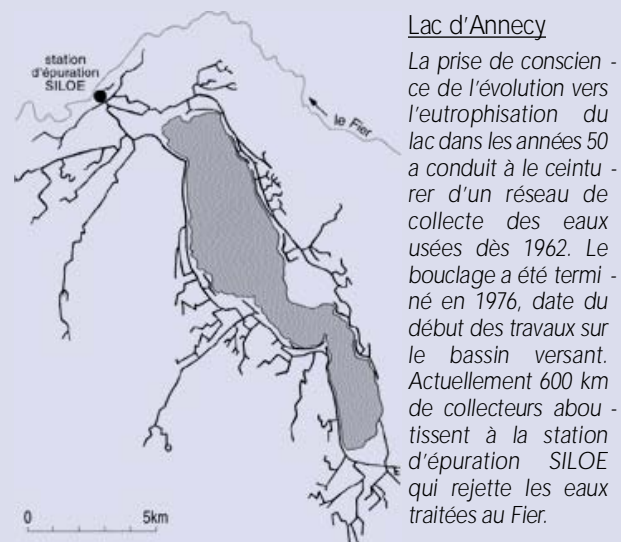 Lac d'Annecy
La prise de conscien -
ce de l'évolution vers
l'eutrophisation du
lac dans les années 50
a conduit à le ceintu -
rer d'un réseau de
collecte des eaux
usées dès 1962. Le
bouclage a été termi -
né en 1976, date du
début des travaux sur
le bassin versant.
Actuellement 600 km
de collecteurs abou -
tissent à la station
d'épuration SILOE
qui rejette les eaux
traitées au Fier.
station
d'épuration
SILOE
le Fier
0 5km